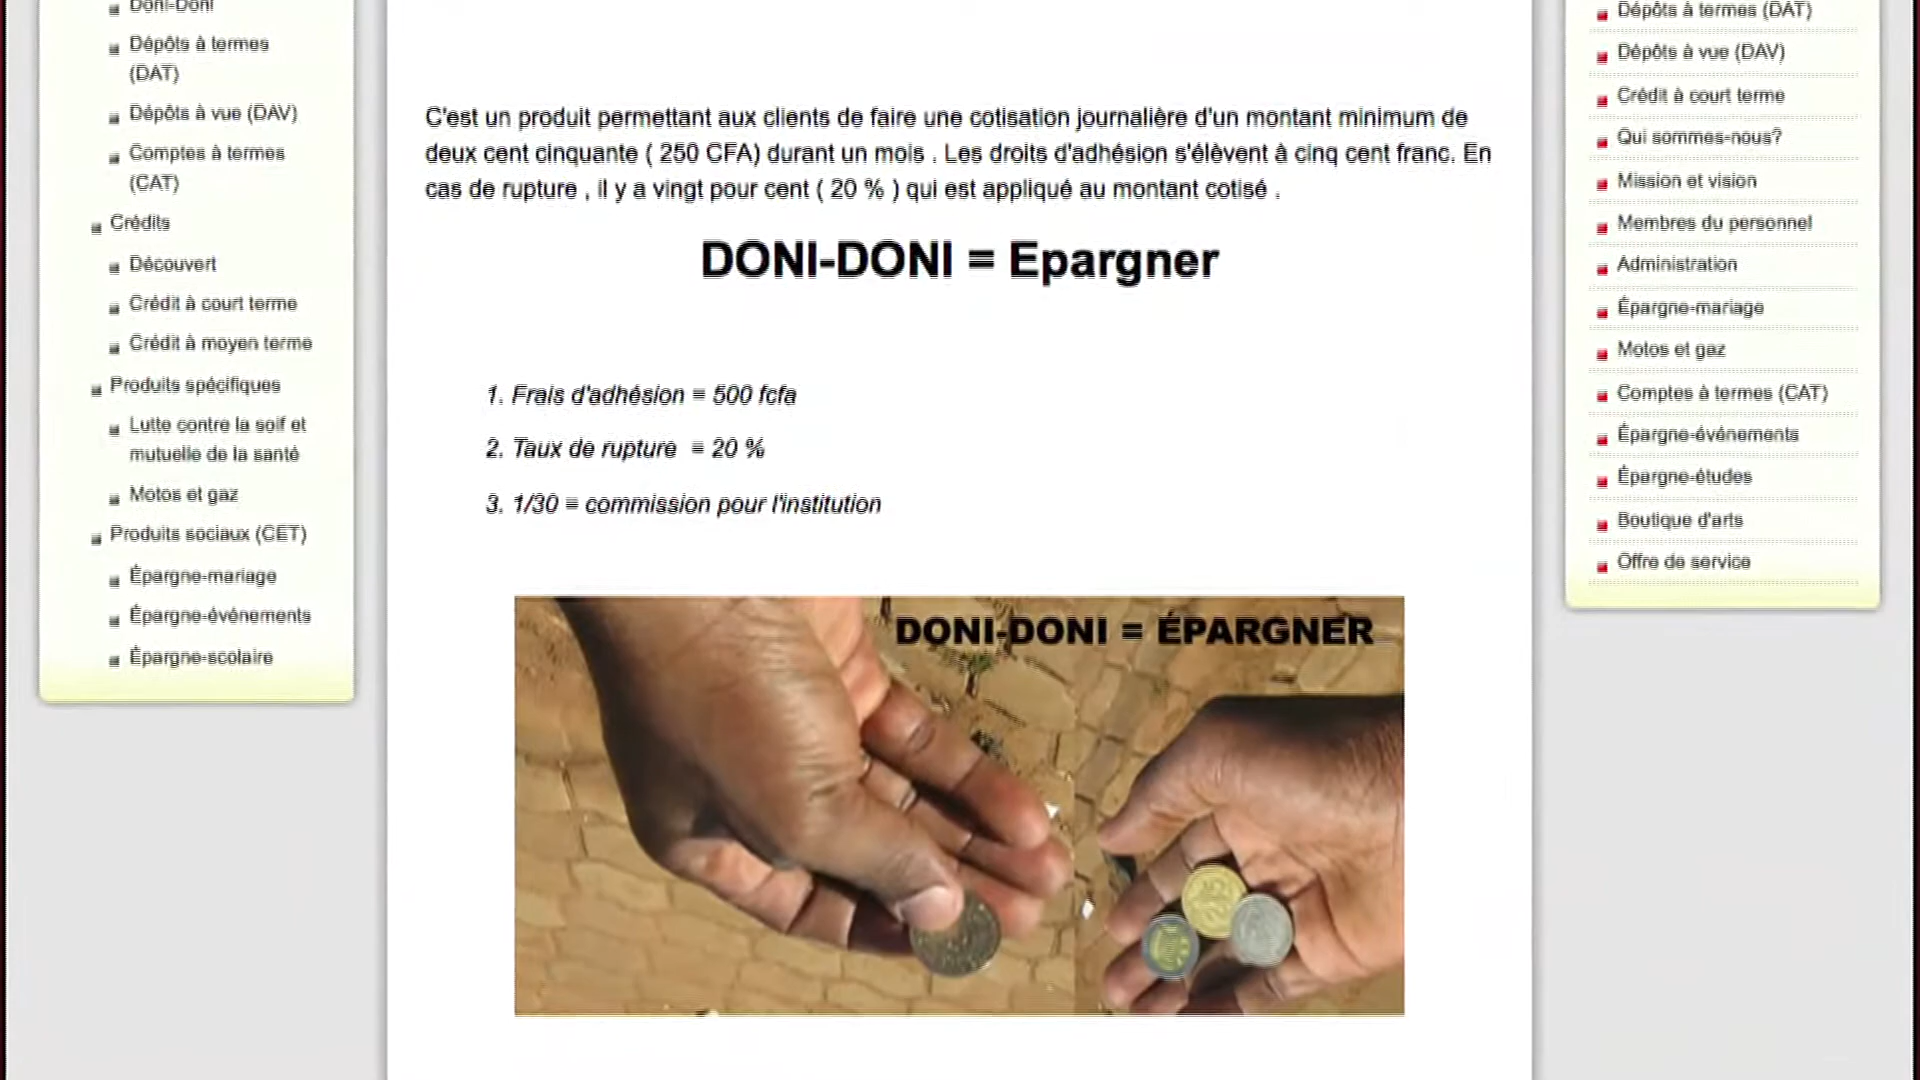 Doni-Doni
Dépôts à termes
(DAT)
Dépôts à vue (DAV)
Comptes à termes
(CAT)
Crédits
Découvert
Crédit à court terme
Crédit à moyen terme
Produits spécifiques
Lutte contre la soif et
mutuelle de la santé
Motos et gaz
Produits sociaux (CET)
Épargne-mariage
Épargne-événements
Épargne-scolaire
C'est un produit permettant aux clients de faire une cotisation journalière d'un montant minimum de
deux cent cinquante ( 250 CFA) durant un mois . Les droits d'adhésion s'élèvent à cinq cent franc. En
cas de rupture , il y a vingt pour cent ( 20 % ) qui est appliqué au montant cotisé .
DONI-DONI = Epargner
1. Frais d'adhésion = 500 fcfa
2. Taux de rupture = 20 %
3. 1/30 = commission pour l'institution
DONI-DONI = ÉPARGNER
Dépôts à termes (DAT)
Dépôts à vue (DAV)
Crédit à court terme
Qui sommes-nous?
Mission et vision
Membres du personnel
Administration
Épargne-mariage
Motos et gaz
Comptes à termes (CAT)
Épargne-événements
Épargne-études
Boutique d'arts
Offre de service